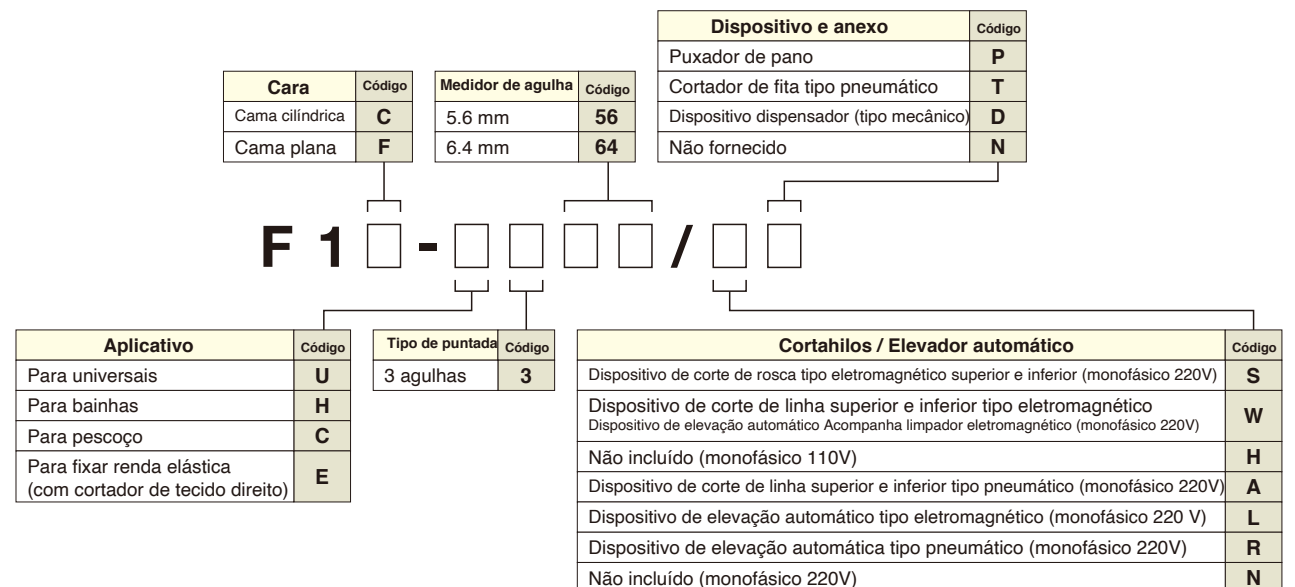 Dispositivo e anexo Código
Puxador de pano P
Cortador de fita tipo pneumático T
Dispositivo dispensador (tipo mecânico) D
Não fornecido N
Cara Código
Cama cilíndrica C
Cama plana F
Medidor de agulha Código
5.6 mm 56
6.4 mm 64
F 1 - /
Aplicativo Código
Para universais U
Para bainhas H
Para pescoço C
Para fixar renda elástica
(com cortador de tecido direito) E
Tipo de puntada Código
3 agulhas 3
Cortahilos / Elevador automático Código
Dispositivo de corte de rosca tipo eletromagnético superior e inferior (monofásico 220V) S
Dispositivo de corte de linha superior e inferior tipo eletromagnético
Dispositivo de elevação automático Acompanha limpador eletromagnético (monofásico 220V) W
Não incluído (monofásico 110V) H
Dispositivo de corte de linha superior e inferior tipo pneumático (monofásico 220V) A
Dispositivo de elevação automático tipo eletromagnético (monofásico 220 V) L
Dispositivo de elevação automática tipo pneumático (monofásico 220V) R
Não incluído (monofásico 220V) N